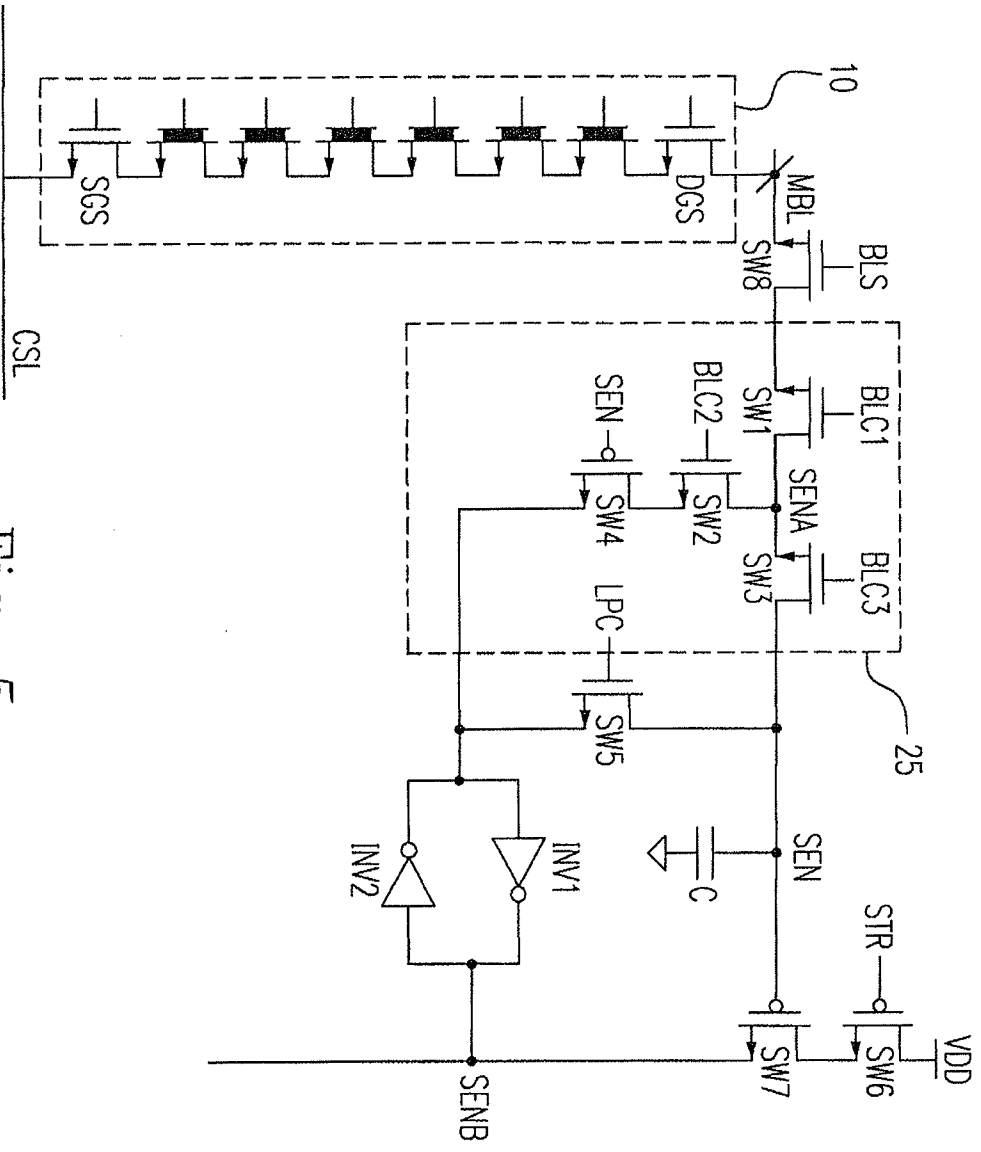 VDD
25
BLS
BLC1
BLC3
STR
SW6
10
MBL
SENA
SEN
SW8
SW1
SW3
SW7
DGS
BLC2
SW2
C
SEN
SW4
LPC
SW5
INV1
SENB
INV2
SGS
CSL